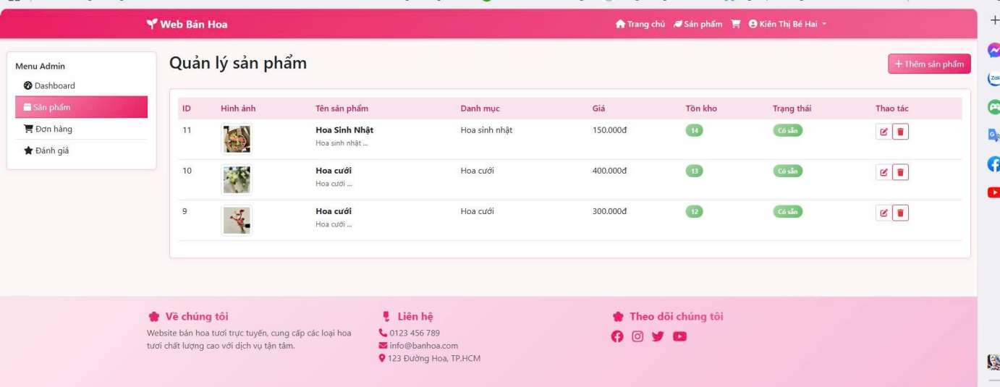 Web Bán Hoa
Trang chủ Sản phẩm Kiên Thị Bé Hai
Menu Admin
Dashboard
Sản phẩm
Đơn hàng
Đánh giá
Quản lý sản phẩm
+ Thêm sản phẩm
ID Hình ảnh Tên sản phẩm Danh mục Giá Tồn kho Trạng thái Thao tác
11 Hoa Sinh Nhật Hoa sinh nhật 150.000đ 14 Có sẵn
Hoa sinh nhật ...
10 Hoa cưới Hoa cưới 400.000đ 13 Có sẵn
Hoa cưới ...
9 Hoa cưới Hoa cưới 300.000đ 12 Có sẵn
Hoa cưới ...
Về chúng tôi
Website bán hoa tươi trực tuyến, cung cấp các loại hoa
tươi chất lượng cao với dịch vụ tận tâm.
Liên hệ
0123 456 789
info@banhoa.com
123 Đường Hoa, TP.HCM
Theo dõi chúng tôi
Zalo